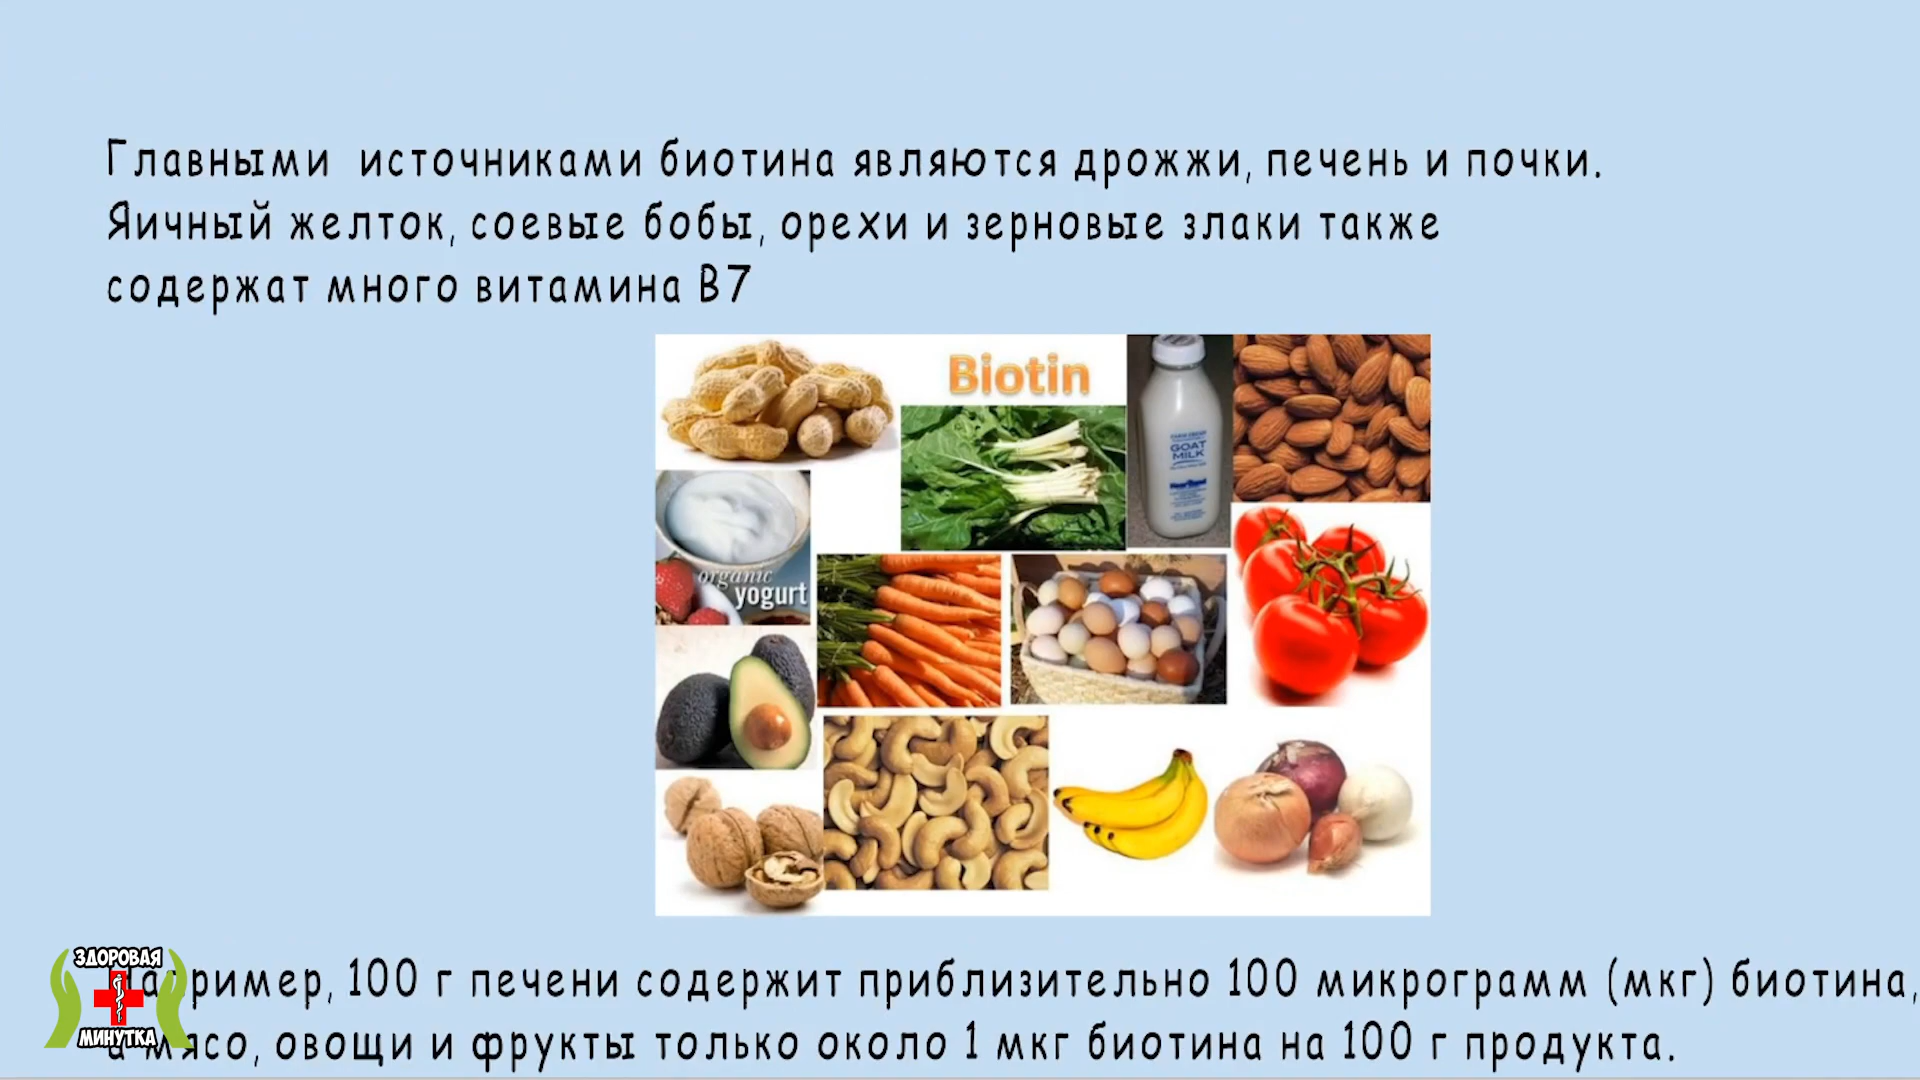 Главными источниками биотина являются дрожжи, печень и почки.
Яичный желток, соевые бобы, орехи и зерновые злаки также
содержат много витамина B7
Biotin
GOAT
MILK
organic
yogurt
ЗДОРОВАЯ
МИНУТКА
Например, 100 г печени содержит приблизительно 100 микрограмм (мкг) биотина,
а мясо, овощи и фрукты только около 1 мкг биотина на 100 г продукта.